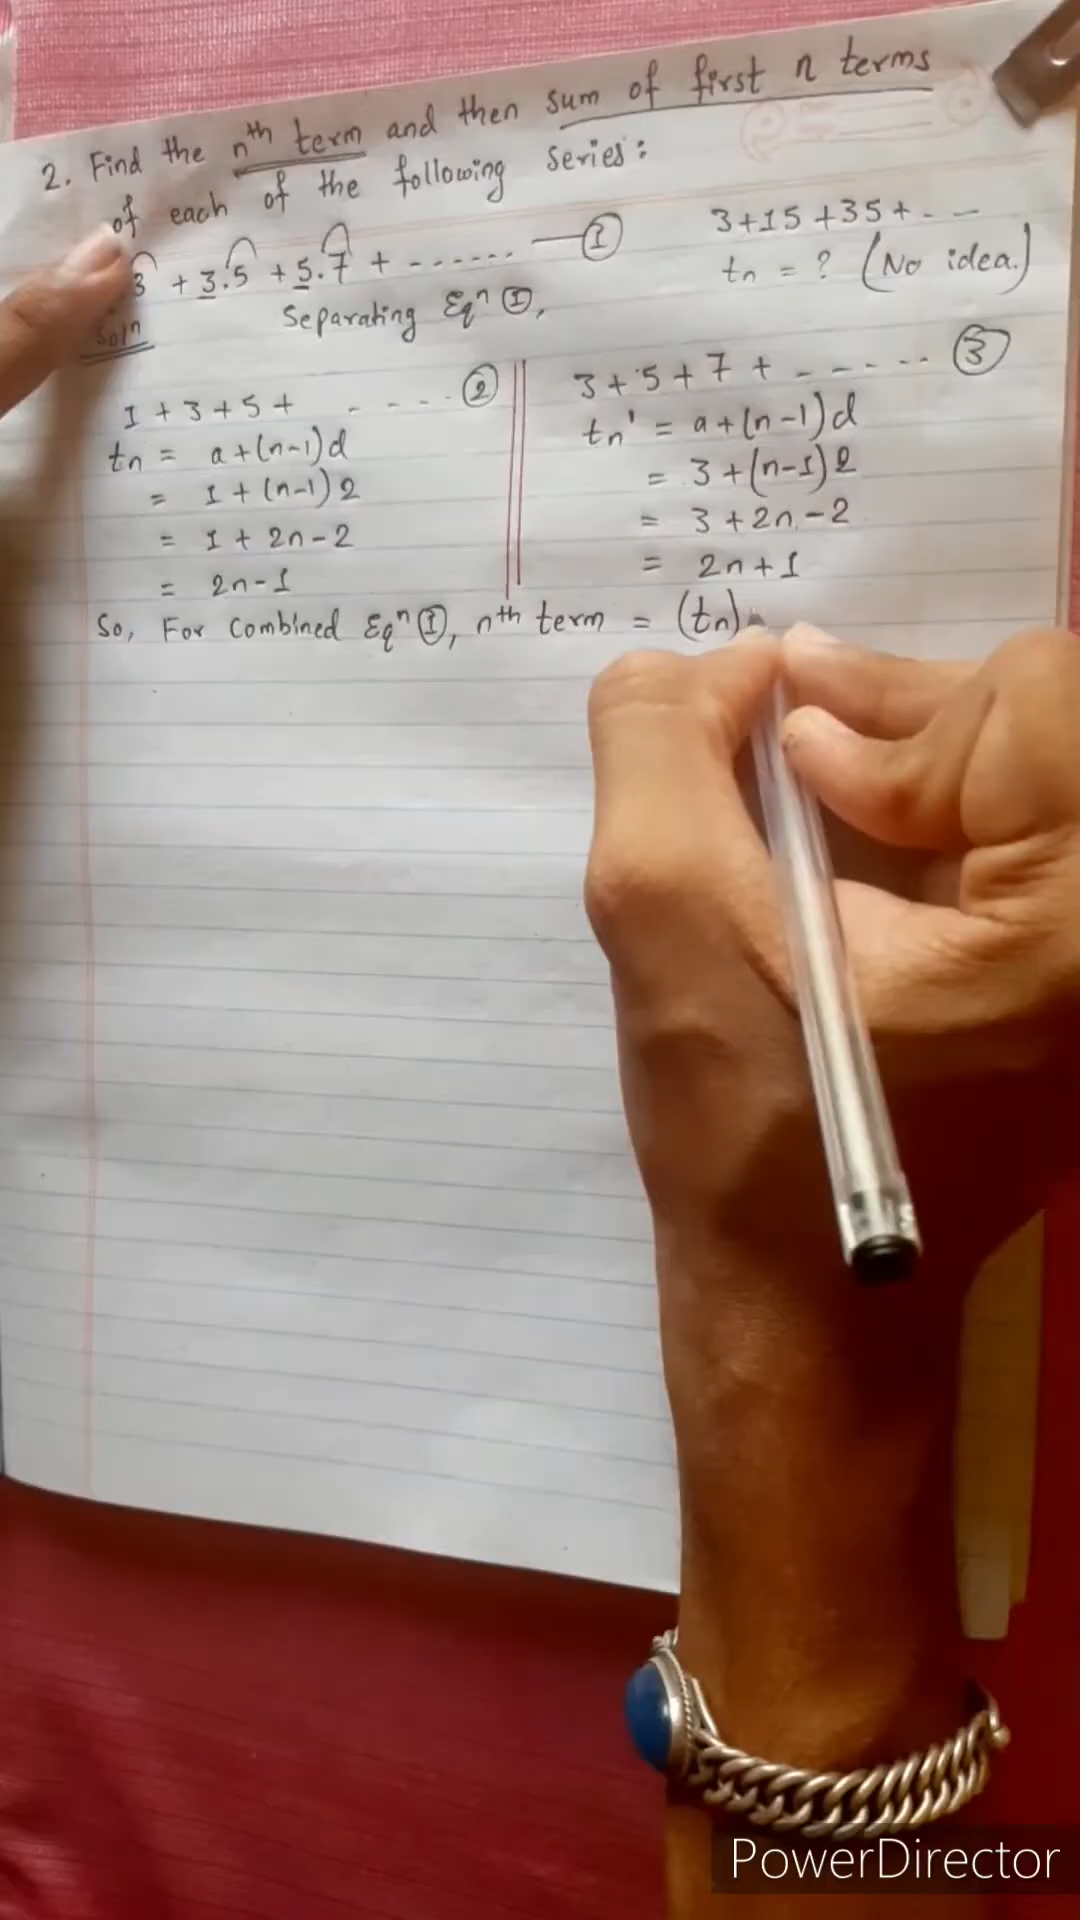 2. Find the nth term and then sum of first n terms
of each of the following series:
3 + 3.5 + 5.7 + ...... — ①
3+15+35+- -
tn = ? (No idea.)
Soln
Separating Eqn ①,
1 + 3 + 5 + - - - - ②
tn = a+(n-1)d
= 1 + (n-1) 2
= 1 + 2n - 2
= 2n - 1
3 + 5 + 7 + - - - - .. ③
tn' = a+(n-1)d
= 3 + (n-1) 2
= 3 + 2n - 2
= 2n + 1
So, For Combined Eqn ①, nth term = (tn)
PowerDirector